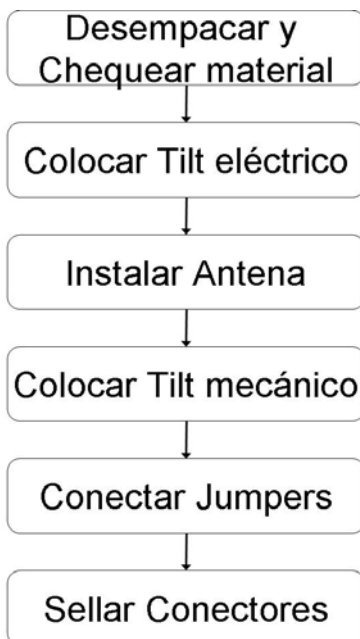 Desempacar y
Chequear material
Colocar Tilt eléctrico
Instalar Antena
Colocar Tilt mecánico
Conectar Jumpers
Sellar Conectores